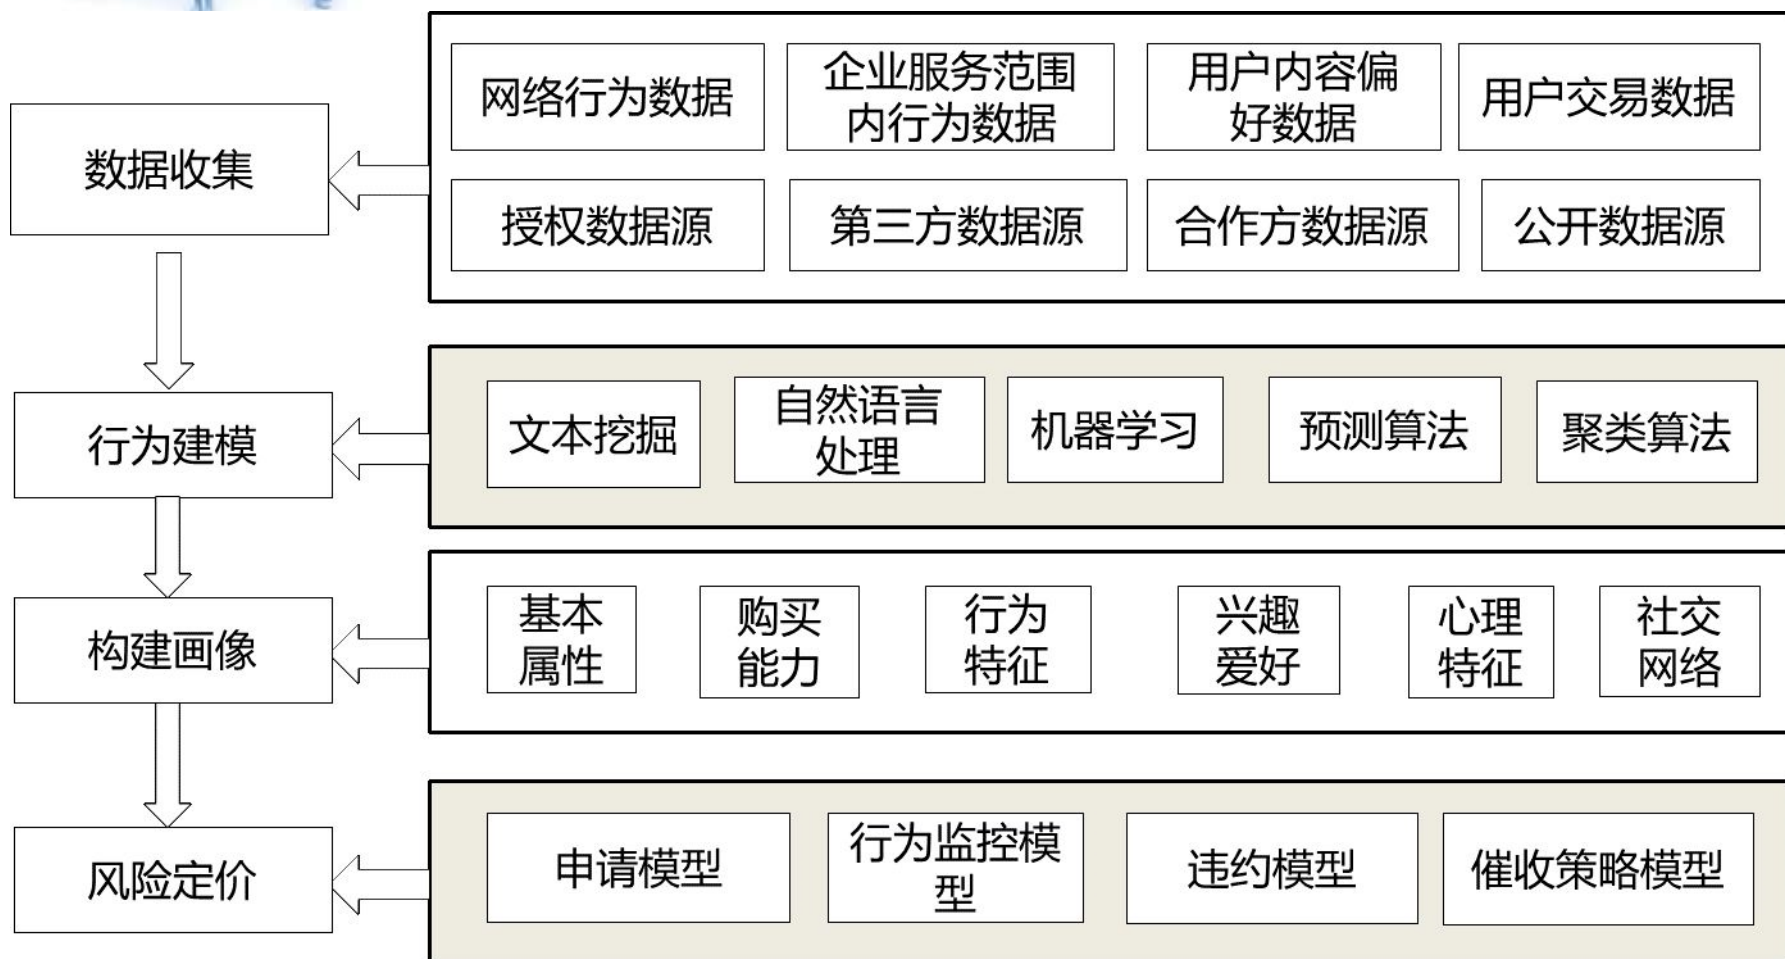 数据收集
网络行为数据
企业服务范围
内行为数据
用户内容偏
好数据
用户交易数据
授权数据源
第三方数据源
合作方数据源
公开数据源
行为建模
文本挖掘
自然语言
处理
机器学习
预测算法
聚类算法
构建画像
基本
属性
购买
能力
行为
特征
兴趣
爱好
心理
特征
社交
网络
风险定价
申请模型
行为监控模
型
违约模型
催收策略模型